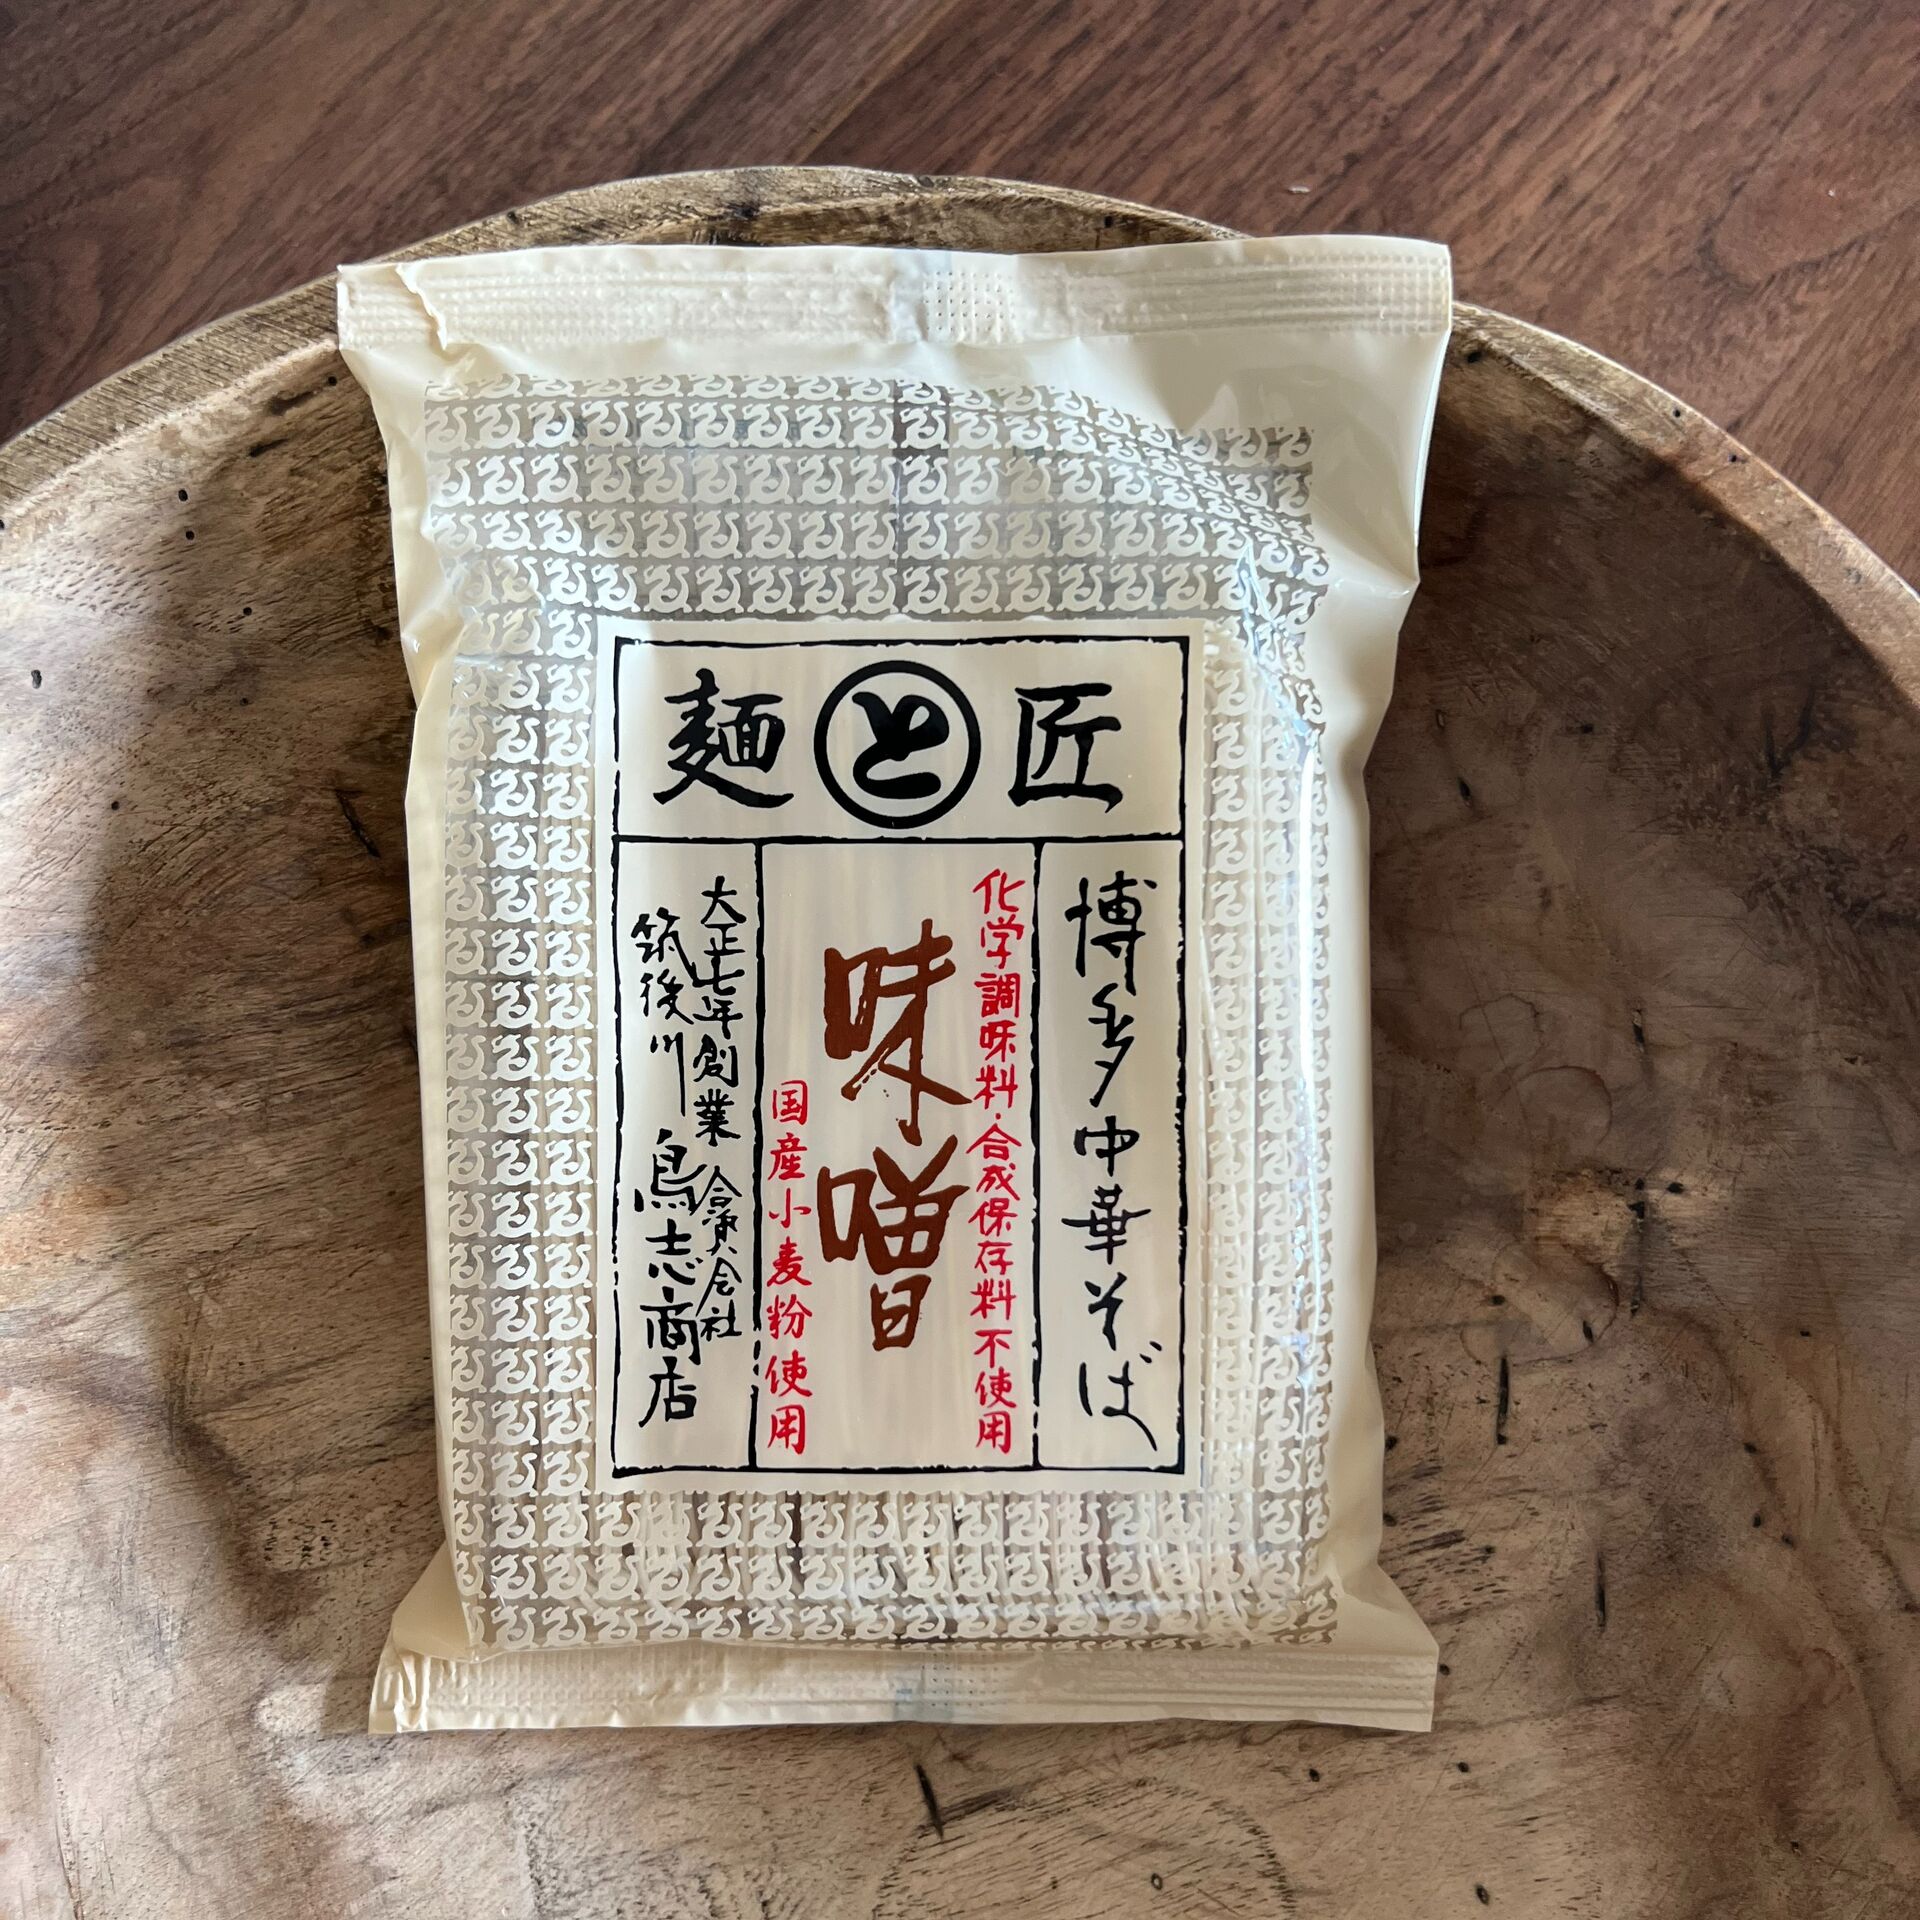 麺と匠
博多中華そば
化学調味料・合成保存料不使用
味噌
国産小麦粉使用
大正七年創業 合資会社
筑後川 鳥志商店